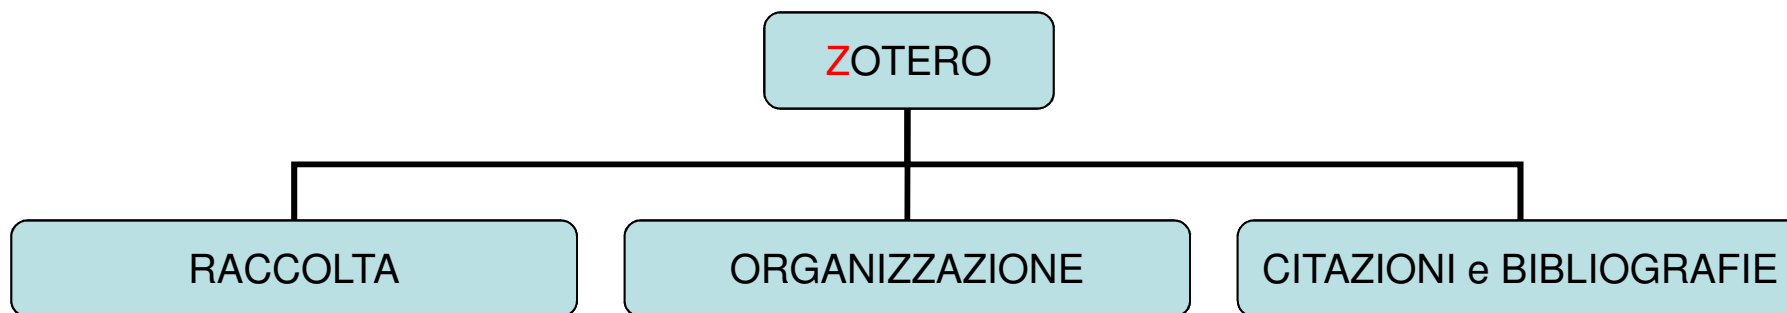 ZOTERO
RACCOLTA
ORGANIZZAZIONE
CITAZIONI e BIBLIOGRAFIE